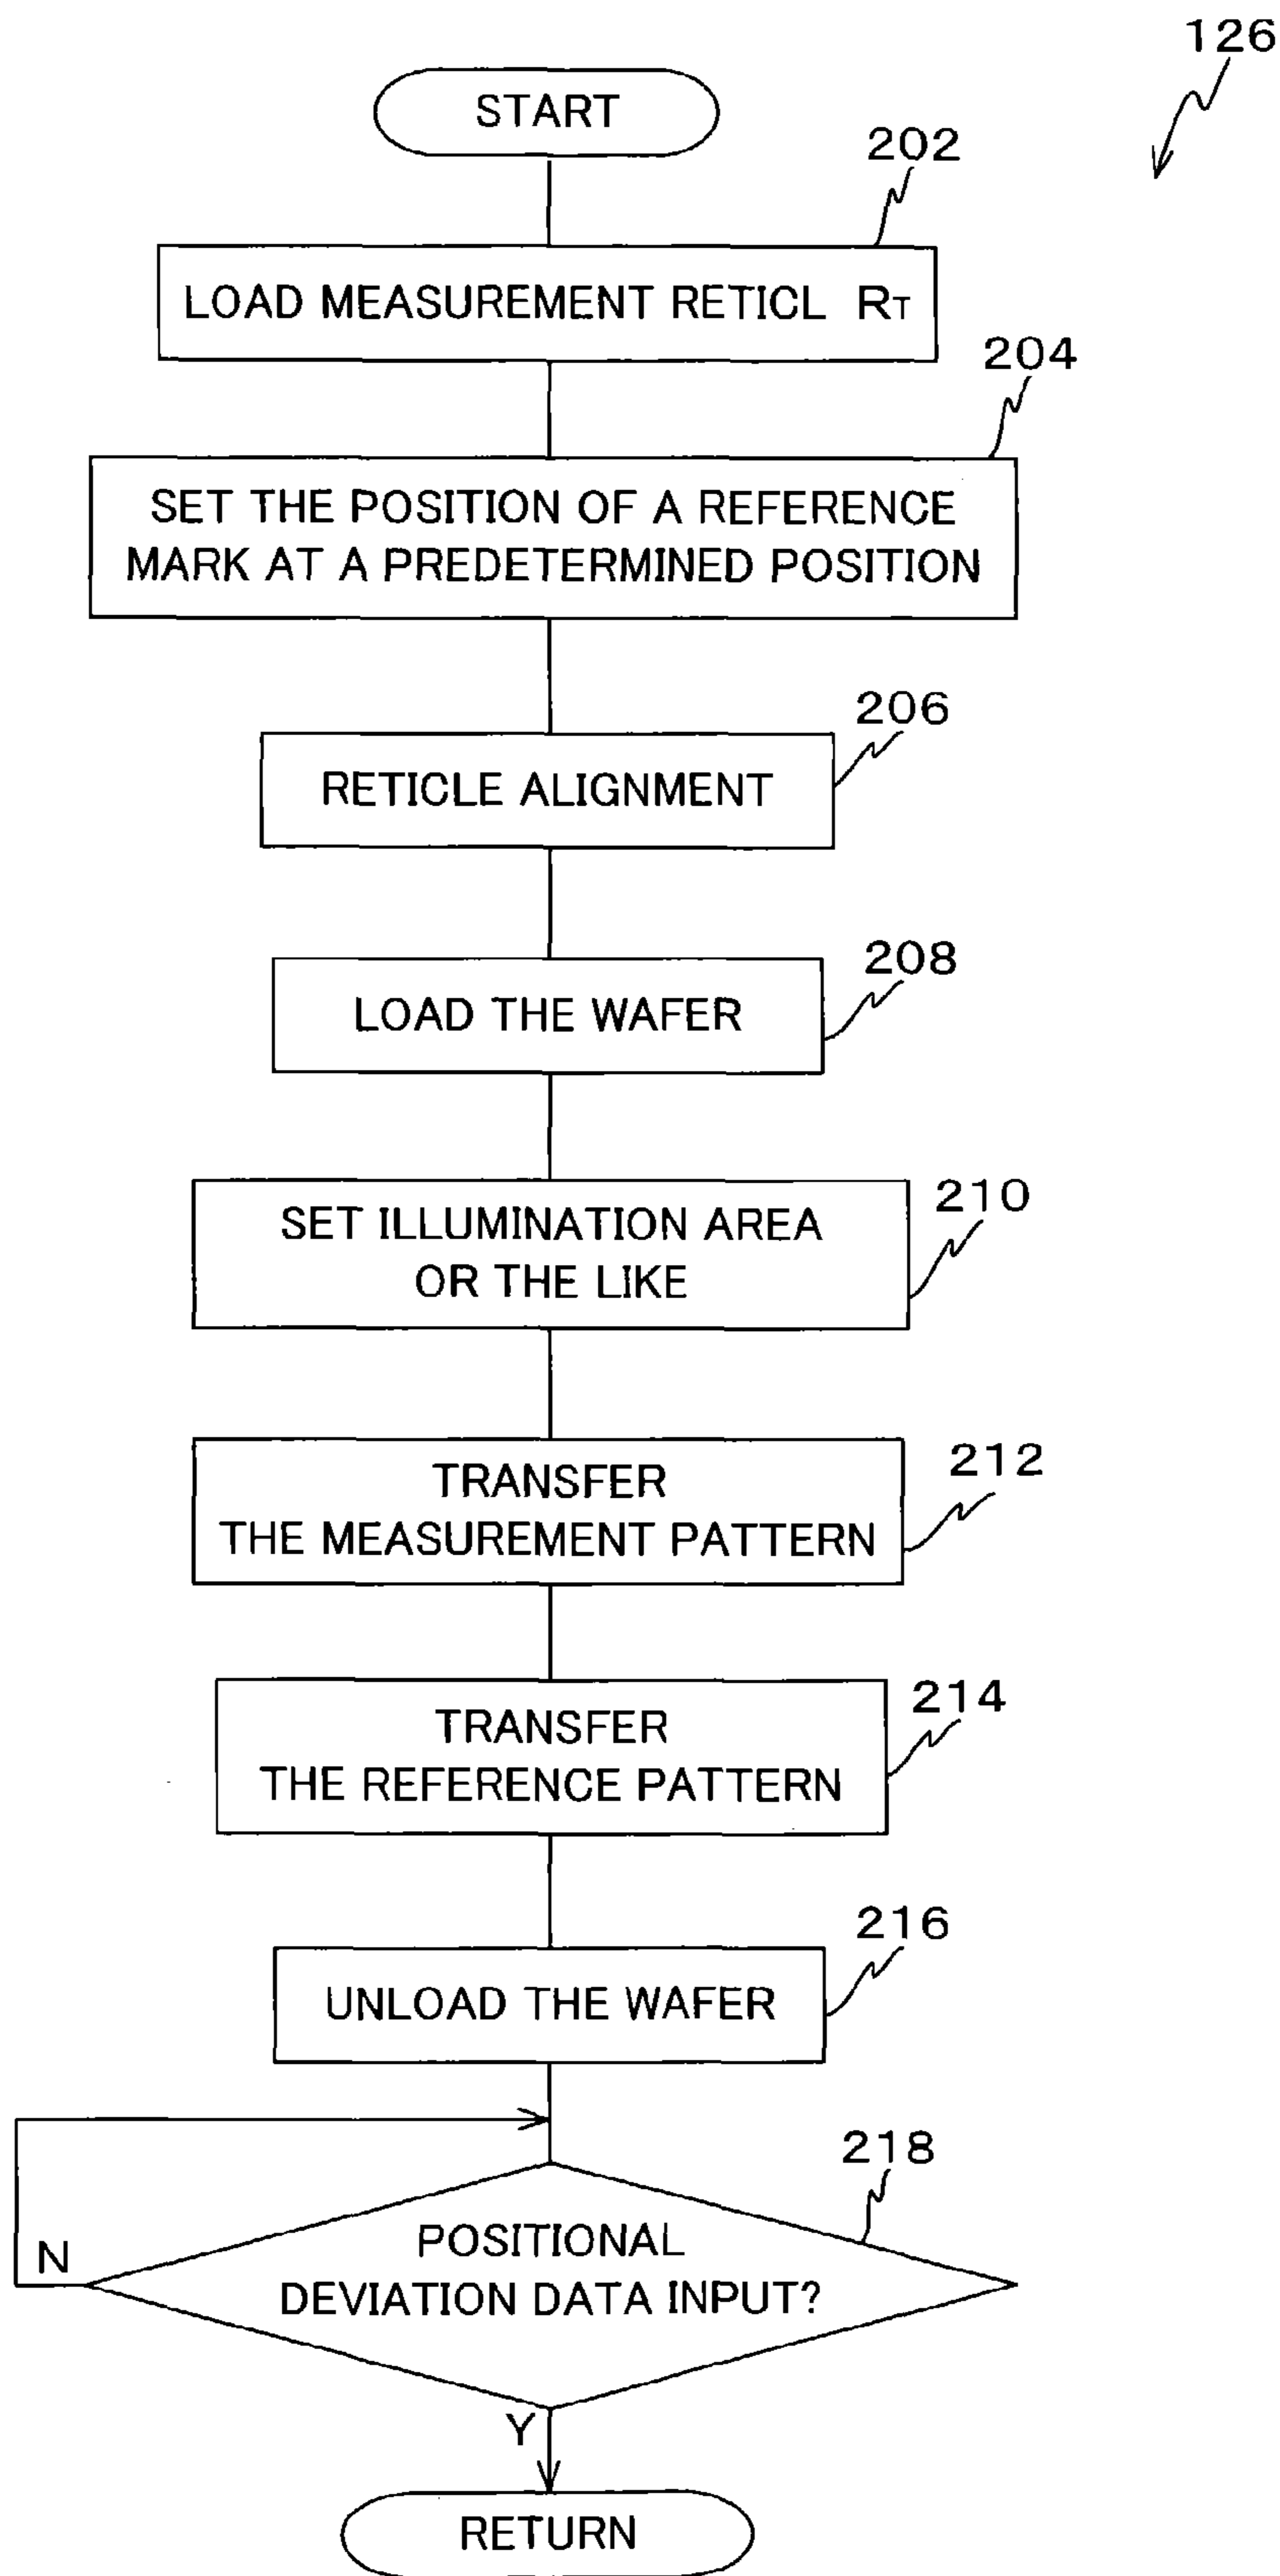 126
START
202
LOAD MEASUREMENT RETICL RT
204
SET THE POSITION OF A REFERENCE
MARK AT A PREDETERMINED POSITION
206
RETICLE ALIGNMENT
208
LOAD THE WAFER
210
SET ILLUMINATION AREA
OR THE LIKE
212
TRANSFER
THE MEASUREMENT PATTERN
214
TRANSFER
THE REFERENCE PATTERN
216
UNLOAD THE WAFER
218
POSITIONAL
N
DEVIATION DATA INPUT?
Y
RETURN